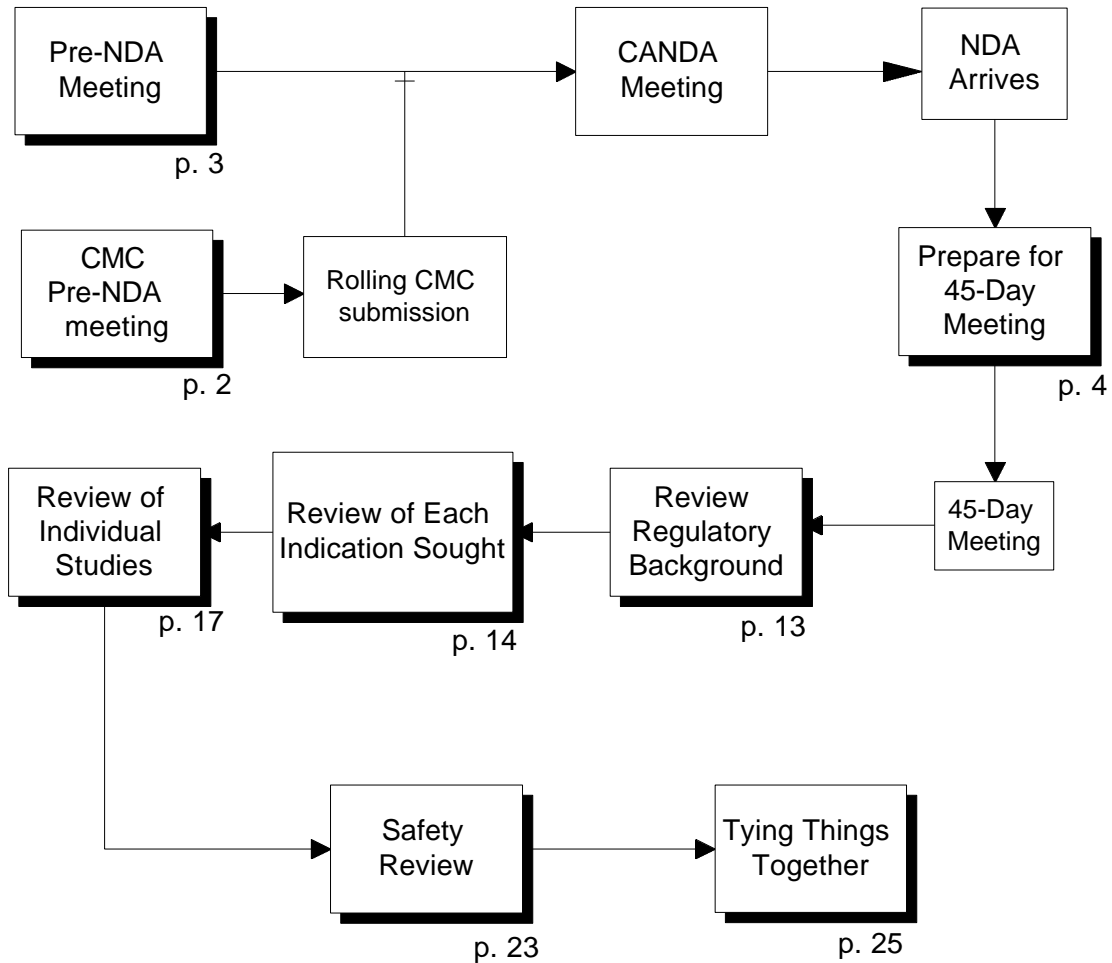 Pre-NDA
Meeting
p. 3
CANDA
Meeting
NDA
Arrives
CMC
Pre-NDA
meeting
p. 2
Rolling CMC
submission
Prepare for
45-Day
Meeting
p. 4
45-Day
Meeting
Review
Regulatory
Background
p. 13
Review of Each
Indication Sought
p. 14
Review of
Individual
Studies
p. 17
Safety
Review
p. 23
Tying Things
Together
p. 25